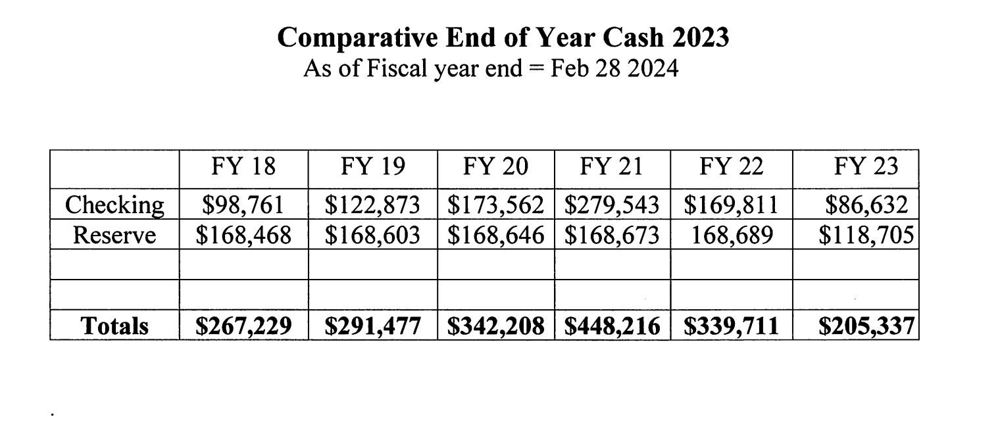 Comparative End of Year Cash 2023
As of Fiscal year end = Feb 28 2024
FY 18 FY 19 FY 20 FY 21 FY 22 FY 23
Checking $98,761 $122,873 $173,562 $279,543 $169,811 $86,632
Reserve $168,468 $168,603 $168,646 $168,673 168,689 $118,705
Totals $267,229 $291,477 $342,208 $448,216 $339,711 $205,337